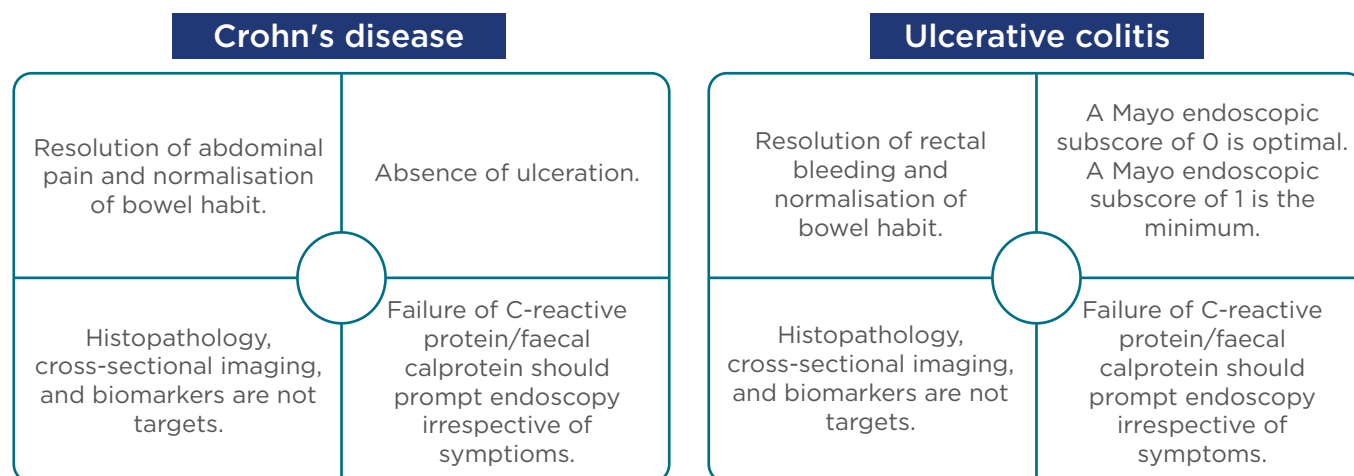 Crohn's disease
Resolution of abdominal
pain and normalisation
of bowel habit.
Absence of ulceration.
Histopathology,
cross-sectional imaging,
and biomarkers are not
targets.
Failure of C-reactive
protein/faecal
calprotein should
prompt endoscopy
irrespective of
symptioms.
Ulcerative colitis
Resolution of rectal
bleeding and
normalisation of
bowel habit.
A Mayo endoscopic
subscore of 0 is optimal.
A Mayo endoscopic
subscore of 1 is the
minimum.
Histopathology,
cross-sectional imaging,
and biomarkers are not
targets.
Failure of C-reactive
protein/faecal
calprotein should
prompt endoscopy
irrespective of
symptoms.